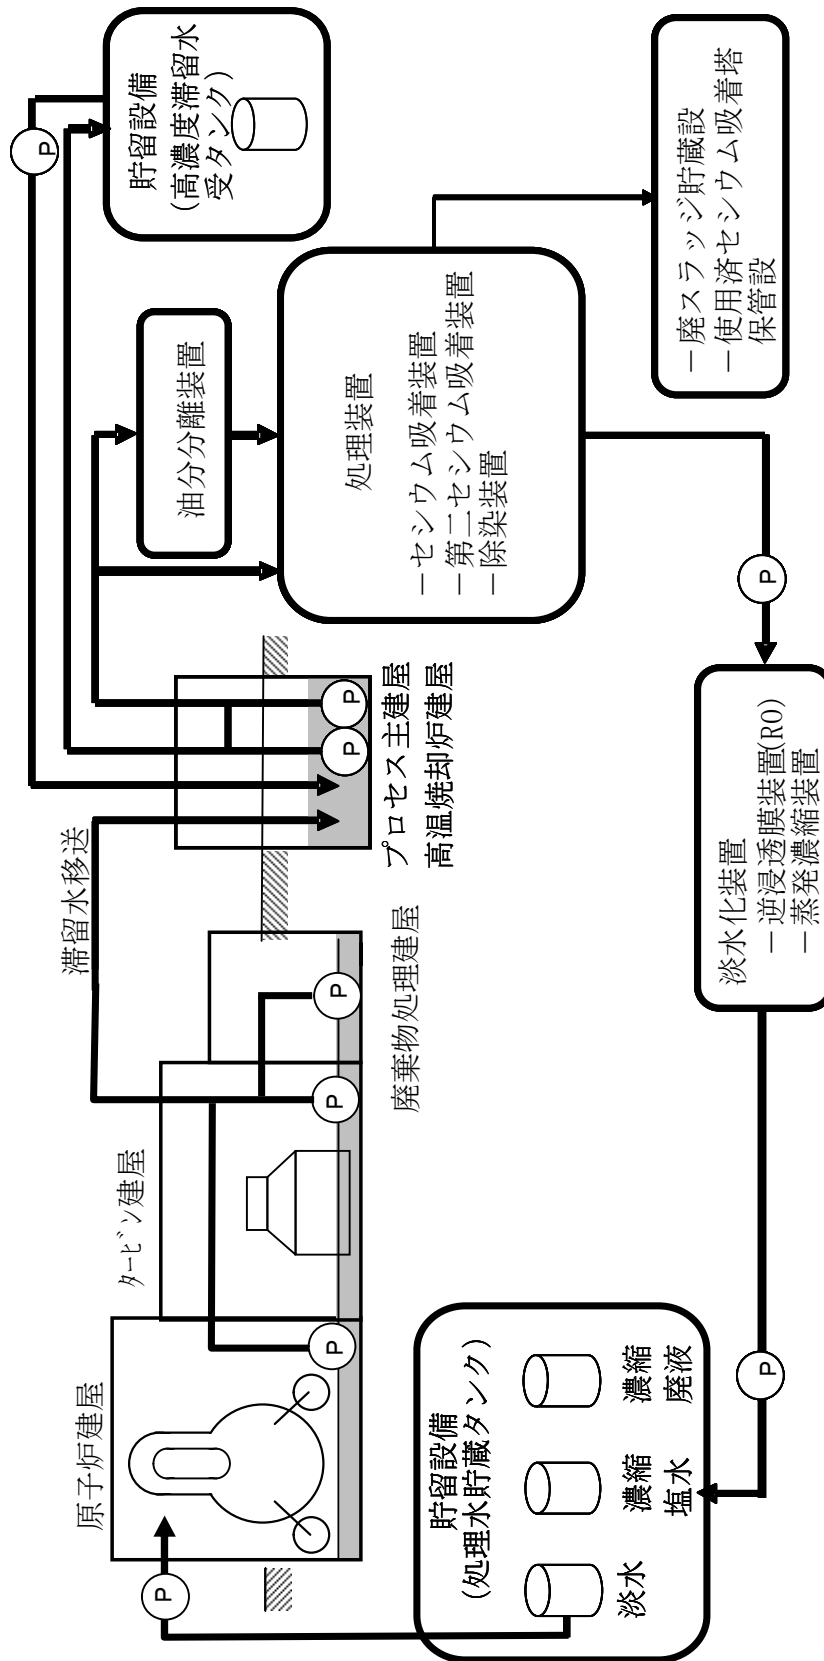 原子炉建屋
タービン建屋
滞留水移送
廃棄物処理建屋
プロセス主建屋
高温焼却炉建屋
油分分離装置
貯留設備
(高濃度滞留水
受タンク)
処理装置
－セシウム吸着装置
－第二セシウム吸着装置
－除染装置
－廃スラッジ貯蔵設
－使用済セシウム吸着塔
保管設
淡水化装置
－逆浸透膜装置(RO)
－蒸発濃縮装置
貯留設備
(処理水貯蔵タンク)
淡水
濃縮
塩水
濃縮
廃液
P
P
P
P
P
P
P
P
P